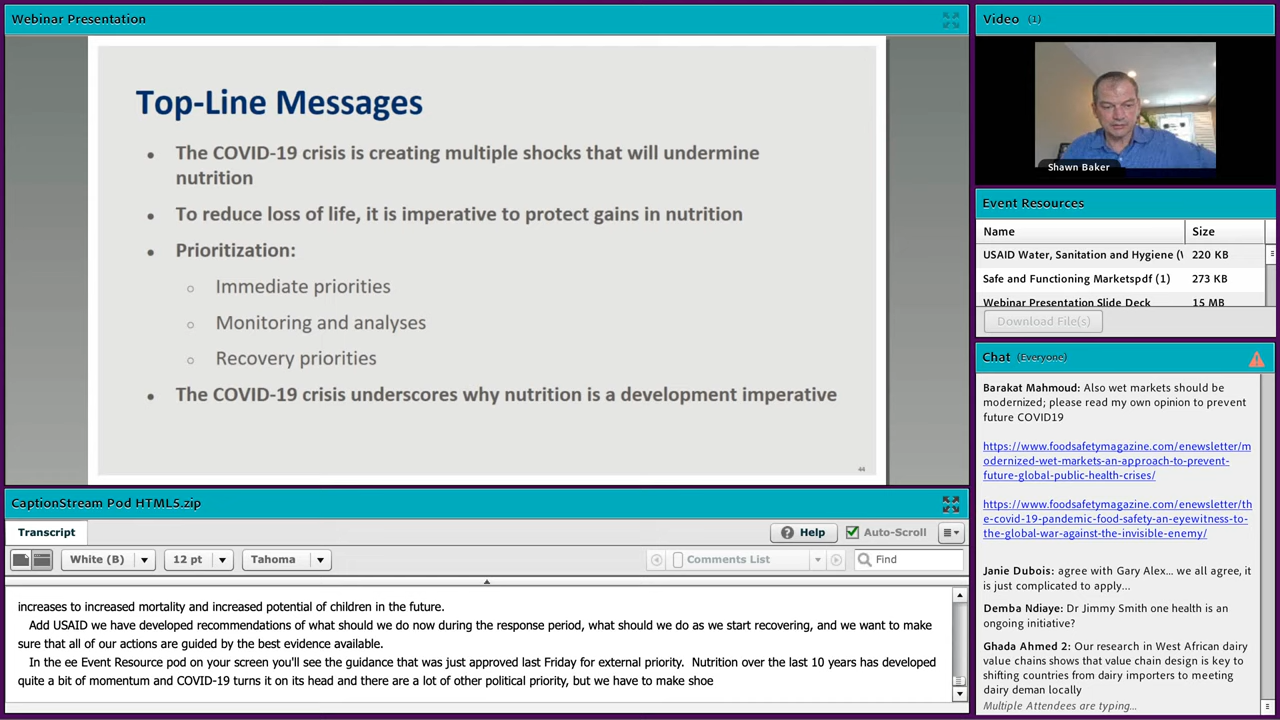 Webinar Presentation
Top-Line Messages
The COVID-19 crisis is creating multiple shocks that will undermine
nutrition
To reduce loss of life, it is imperative to protect gains in nutrition
Prioritization:
Immediate priorities
Monitoring and analyses
Recovery priorities
The COVID-19 crisis underscores why nutrition is a development imperative
44
CaptionStream Pod HTML5.zip
Transcript
Help
Auto-Scroll
White (B)
12 pt
Tahoma
Comments List
Find
increases to increased mortality and increased potential of children in the future.
Add USAID we have developed recommendations of what should we do now during the response period, what should we do as we start recovering, and we want to make
sure that all of our actions are guided by the best evidence available.
In the ee Event Resource pod on your screen you'll see the guidance that was just approved last Friday for external priority.  Nutrition over the last 10 years has developed
quite a bit of momentum and COVID-19 turns it on its head and there are a lot of other political priority, but we have to make shoe
Video (1)
Shawn Baker
Event Resources
Name Size
USAID Water, Sanitation and Hygiene (\ 220 KB
Safe and Functioning Marketspdf (1) 273 KB
Webinar Presentation Slide Deck 15 MB
Download File(s)
Chat (Everyone)
Barakat Mahmoud: Also wet markets should be
modernized; please read my own opinion to prevent
future COVID19
https://www.foodsafetymagazine.com/enewsletter/m
odernized-wet-markets-an-approach-to-prevent-
future-global-public-health-crises/
https://www.foodsafetymagazine.com/enewsletter/th
e-covid-19-pandemic-food-safety-an-eyewitness-to-
the-global-war-against-the-invisible-enemy/
Janie Dubois: agree with Gary Alex... we all agree, it
is just complicated to apply...
Demba Ndiaye: Dr Jimmy Smith one health is an
ongoing initiative?
Ghada Ahmed 2: Our research in West African dairy
value chains shows that value chain design is key to
shifting countries from dairy importers to meeting
dairy deman locally
Multiple Attendees are typing...